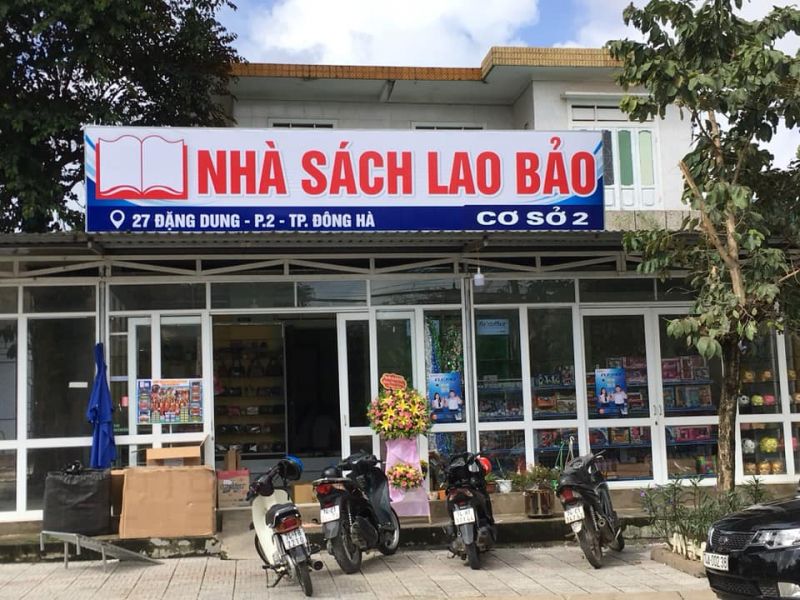 NHÀ SÁCH LAO BẢO
27 ĐẶNG DUNG - P.2 - TP. ĐÔNG HÀ
CƠ SỞ 2